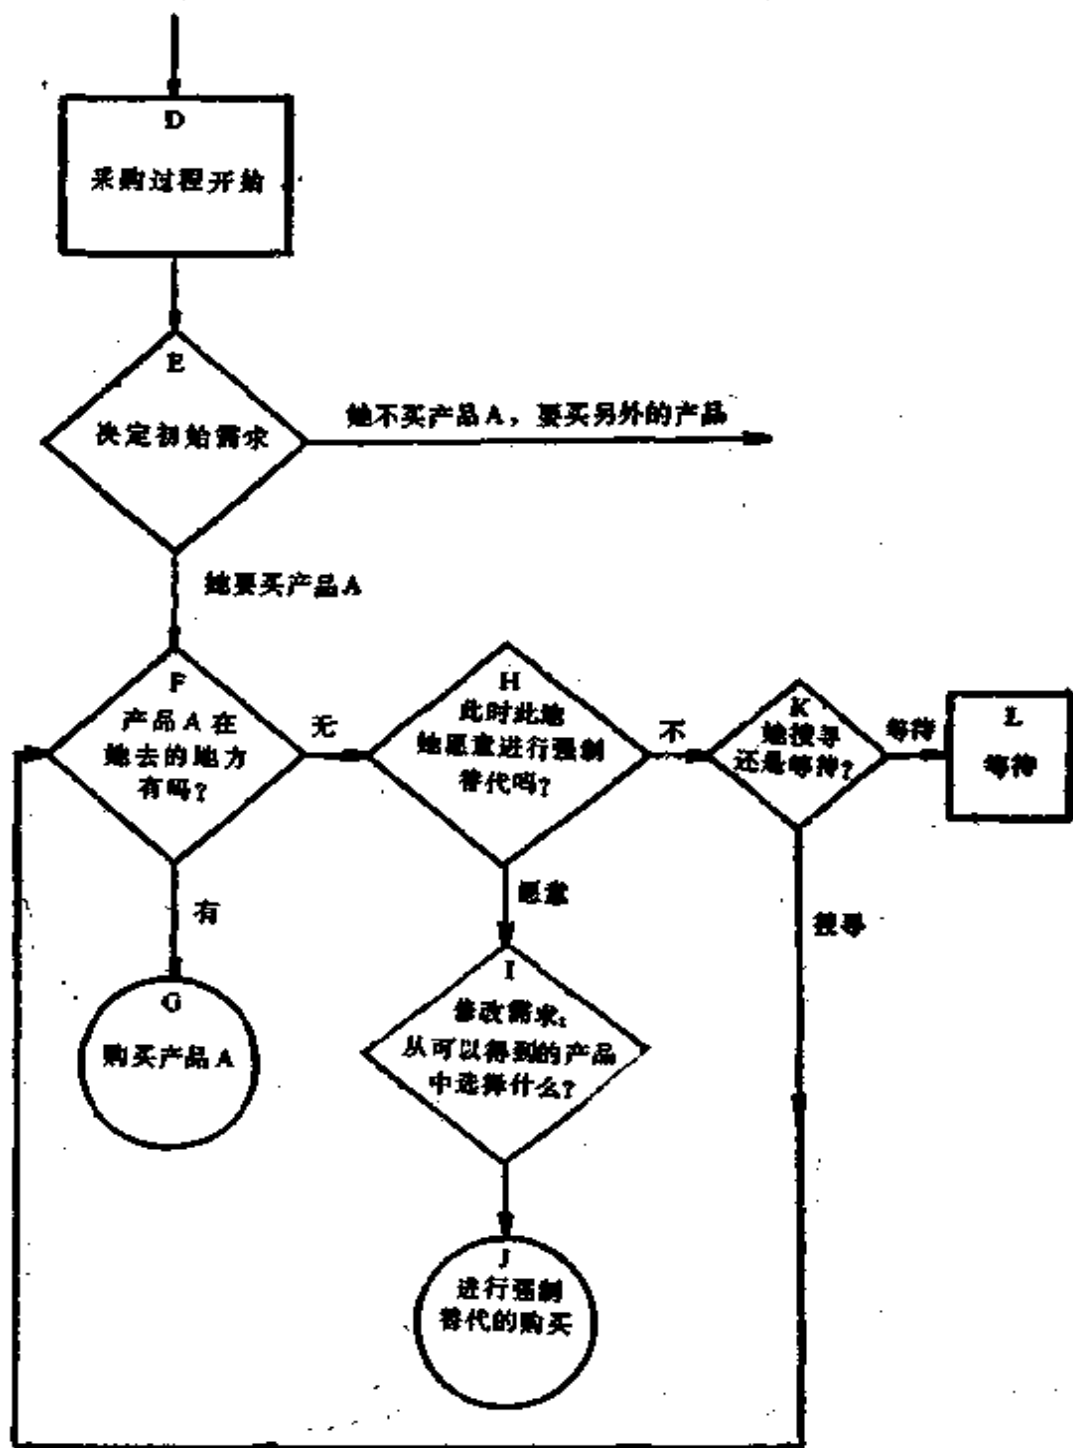 D
采购过程开始
E
决定初始需求
她不买产品A，要买另外的产品
她要买产品A
F
产品A在
她去的地方
有吗？
无
H
此时此地
她愿意进行强制
替代吗？
不
K
她搜寻
还是等待？
等待
L
等待
有
愿意
搜寻
G
购买产品A
I
修改需求：
从可以得到的产品
中选择什么？
J
进行强制
替代的购买